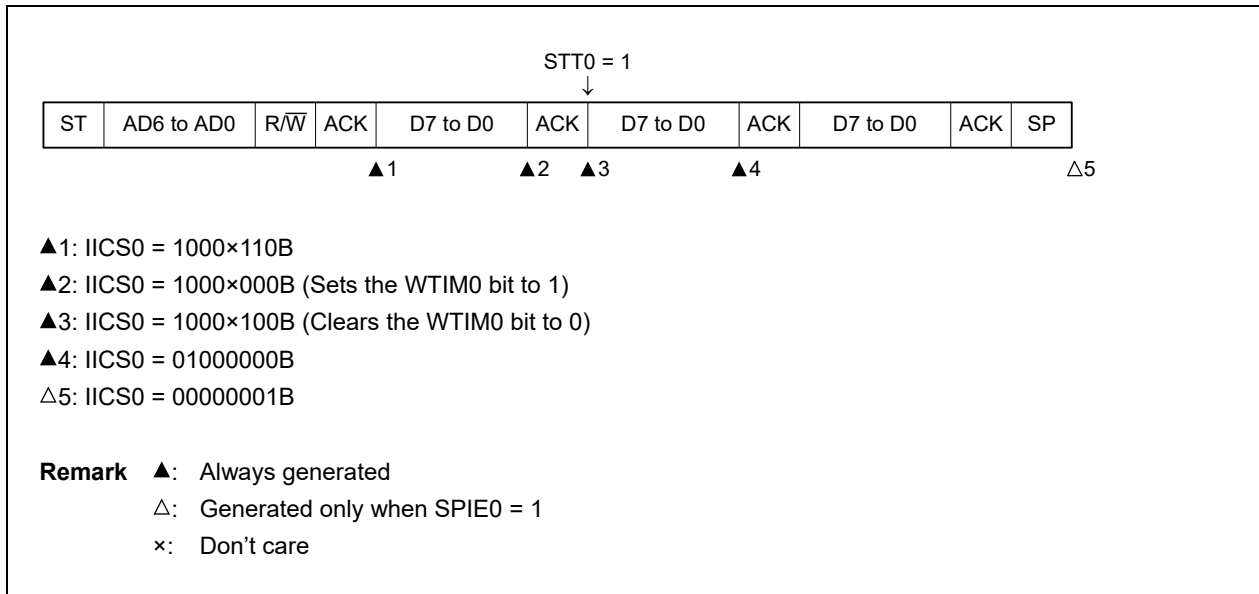 STT0 = 1
↓
ST AD6 to AD0 R/W̅ ACK D7 to D0 ACK D7 to D0 ACK D7 to D0 ACK SP
▲1 ▲2 ▲3 ▲4 △5
▲1: IICS0 = 1000×110B
▲2: IICS0 = 1000×000B (Sets the WTIM0 bit to 1)
▲3: IICS0 = 1000×100B (Clears the WTIM0 bit to 0)
▲4: IICS0 = 01000000B
△5: IICS0 = 00000001B
Remark ▲: Always generated
△: Generated only when SPIE0 = 1
×: Don’t care